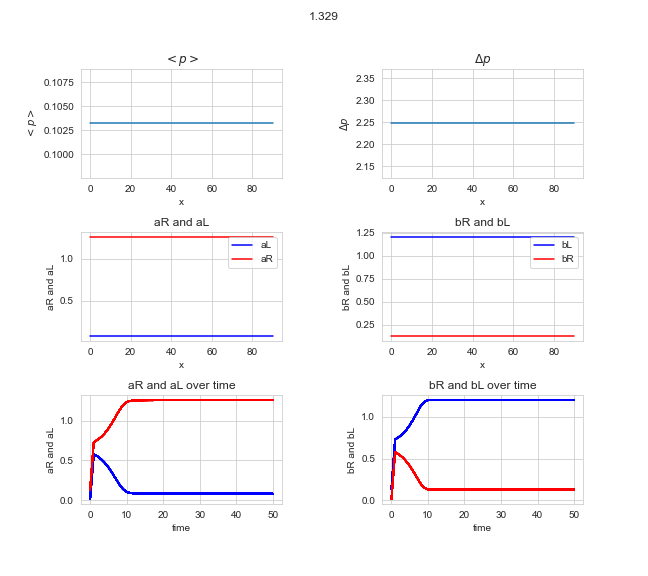 1.329
< p >
Δp
0.1075
0.1050
0.1025
0.1000
< p >
0 20 40 60 80
x
2.35
2.30
2.25
2.20
2.15
Δp
0 20 40 60 80
x
aR and aL
bR and bL
1.0
0.5
aR and aL
aL
aR
0 20 40 60 80
x
1.25
1.00
0.75
0.50
0.25
bR and bL
bL
bR
0 20 40 60 80
x
aR and aL over time
bR and bL over time
1.0
0.5
0.0
aR and aL
0 10 20 30 40 50
time
1.0
0.5
0.0
bR and bL
0 10 20 30 40 50
time